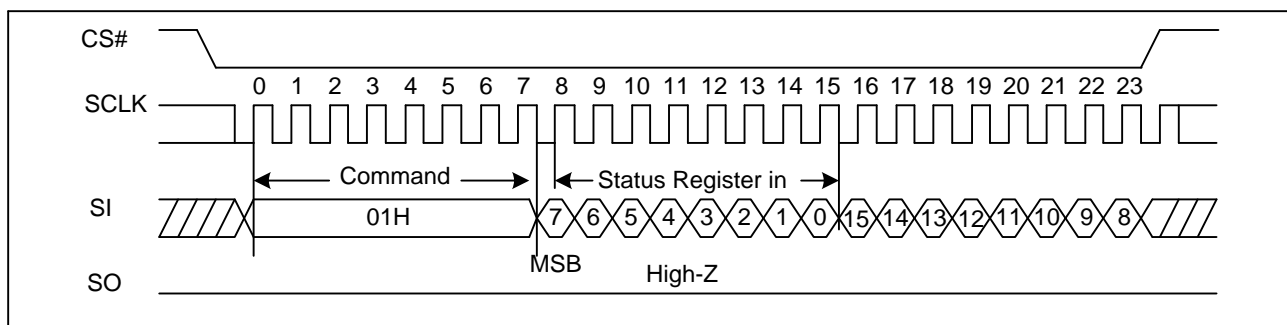 CS#
0 1 2 3 4 5 6 7 8 9 10 11 12 13 14 15 16 17 18 19 20 21 22 23
SCLK
Command Status Register in
SI 01H 7 6 5 4 3 2 1 0 15 14 13 12 11 10 9 8
MSB
SO High-Z